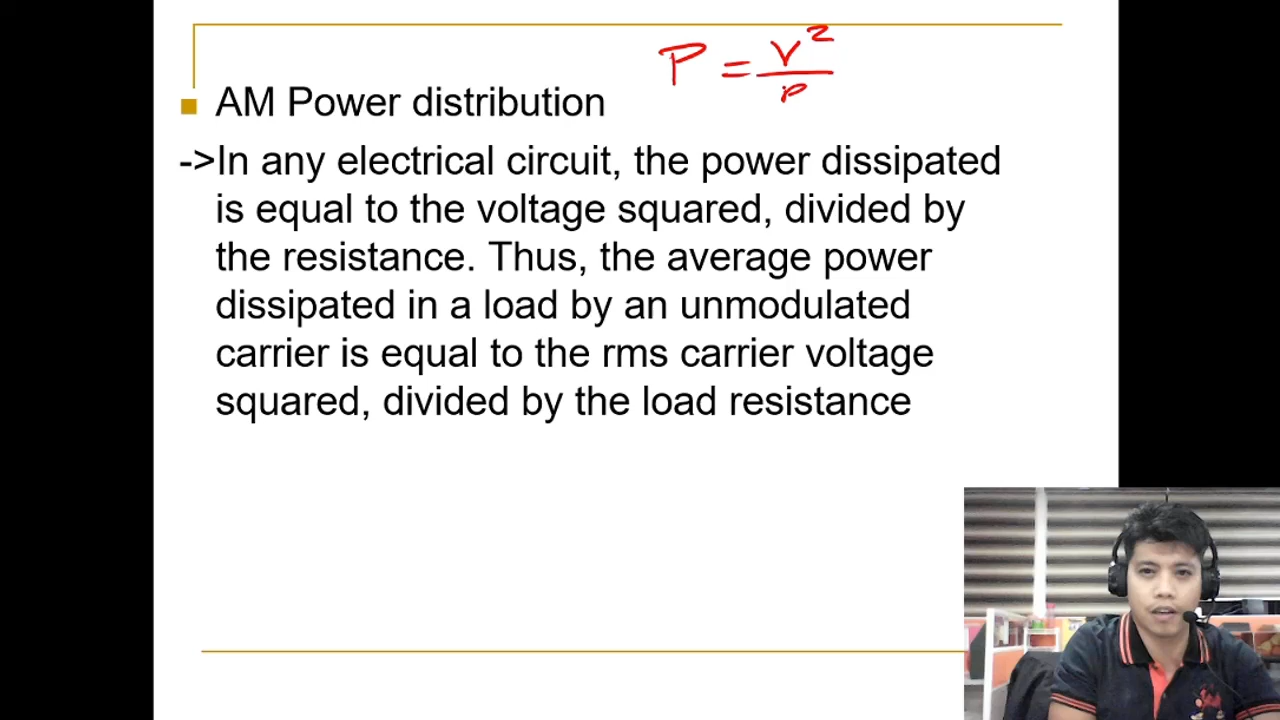 P = v²/R
AM Power distribution
->In any electrical circuit, the power dissipated
is equal to the voltage squared, divided by
the resistance. Thus, the average power
dissipated in a load by an unmodulated
carrier is equal to the rms carrier voltage
squared, divided by the load resistance